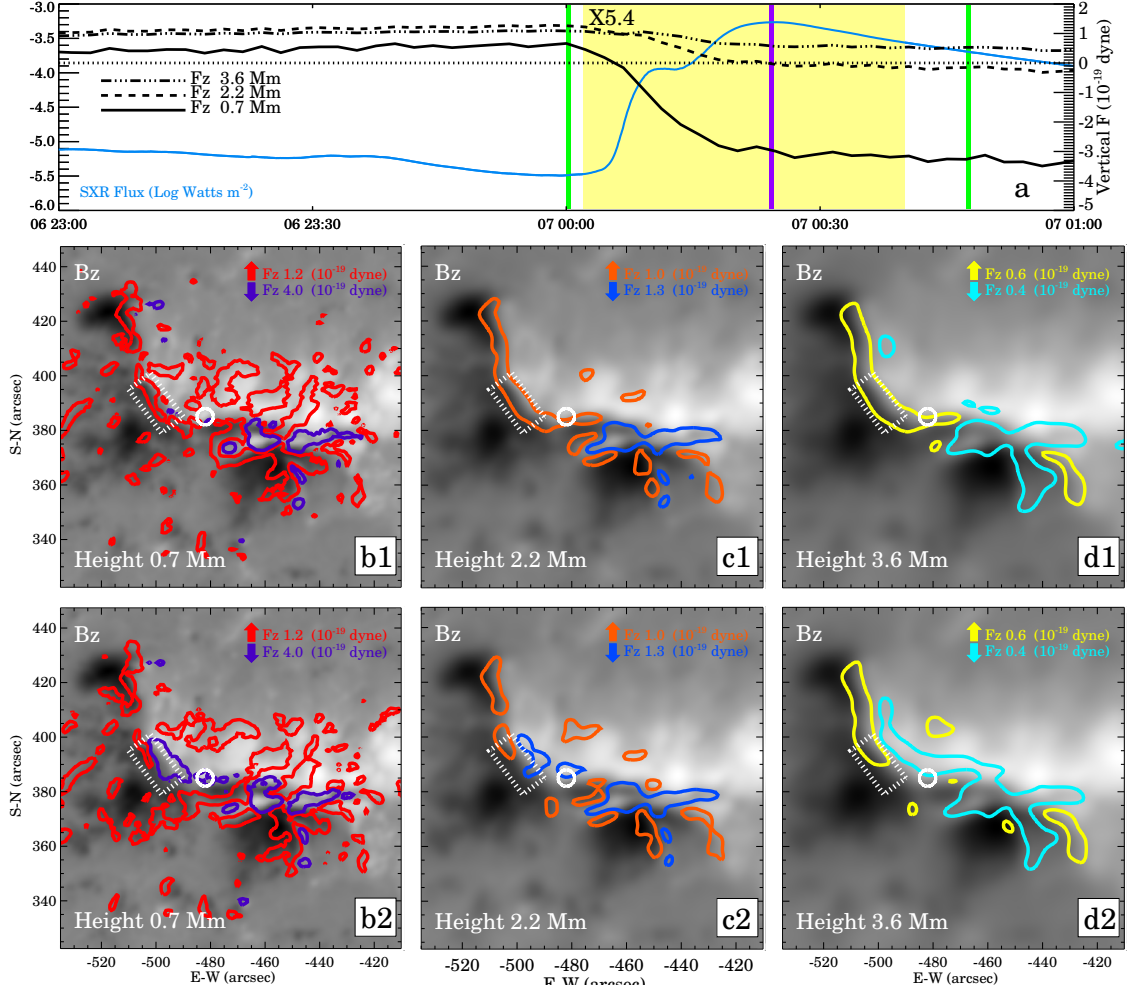 X5.4
-3.0
-3.5
-4.0
-4.5
-5.0
-5.5
-6.0
Fz 3.6 Mm
Fz 2.2 Mm
Fz 0.7 Mm
SXR Flux (Log Watts m-2)
a
2
1
0
-1
-2
-3
-4
-5
Vertical F (10-19 dyne)
06 23:00
06 23:30
07 00:00
07 00:30
07 01:00
440
420
400
380
360
340
S-N (arcsec)
Bz
Fz 1.2 (10-19 dyne)
Fz 4.0 (10-19 dyne)
Height 0.7 Mm
b1
Bz
Fz
Fz 1.3 (10-19 dyne)
Height 2.2 Mm
c1
Bz
Fz 0.6 (10-19 dyne)
Fz 0.4 (10-19 dyne)
Height 3.6 Mm
d1
440
420
400
380
360
340
S-N (arcsec)
Bz
Fz 1.2 (10-19 dyne)
Fz 4.0 (10-19 dyne)
Height 0.7 Mm
b2
Bz
Fz
Fz 1.3 (10-19 dyne)
Height 2.2 Mm
c2
Bz
Fz 0.6 (10-19 dyne)
Fz 0.4 (10-19 dyne)
Height 3.6 Mm
d2
-520 -500 -480 -460 -440 -420
E-W (arcsec)
-520 -500 -480 -460 -440 -420
E-W (arcsec)
-520 -500 -480 -460 -440 -420
E-W (arcsec)